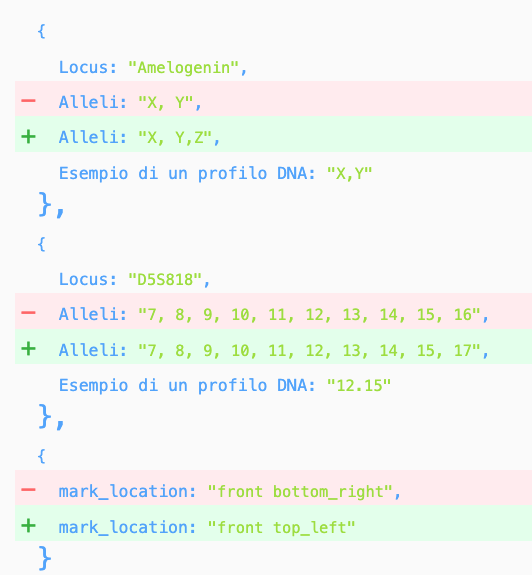 {
Locus: "Amelogenin",
− Alleli: "X, Y",
+ Alleli: "X, Y,Z",
Esempio di un profilo DNA: "X,Y"
},
{
Locus: "D5S818",
− Alleli: "7, 8, 9, 10, 11, 12, 13, 14, 15, 16",
+ Alleli: "7, 8, 9, 10, 11, 12, 13, 14, 15, 17",
Esempio di un profilo DNA: "12.15"
},
{
− mark_location: "front bottom_right",
+ mark_location: "front top_left"
}